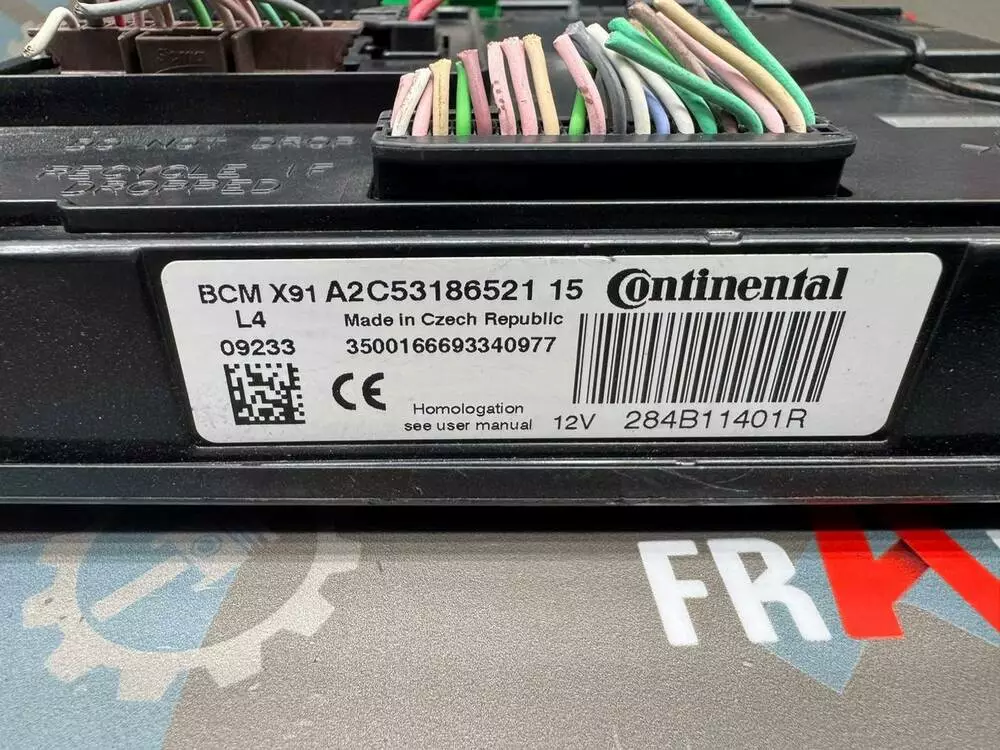 DO NOT DROP
RECYCLE IF
DROPPED
BCM X91 A2C53186521 15 Continental
L4 Made in Czech Republic
09233 3500166693340977
CE
Homologation
see user manual 12V 284B11401R
FR